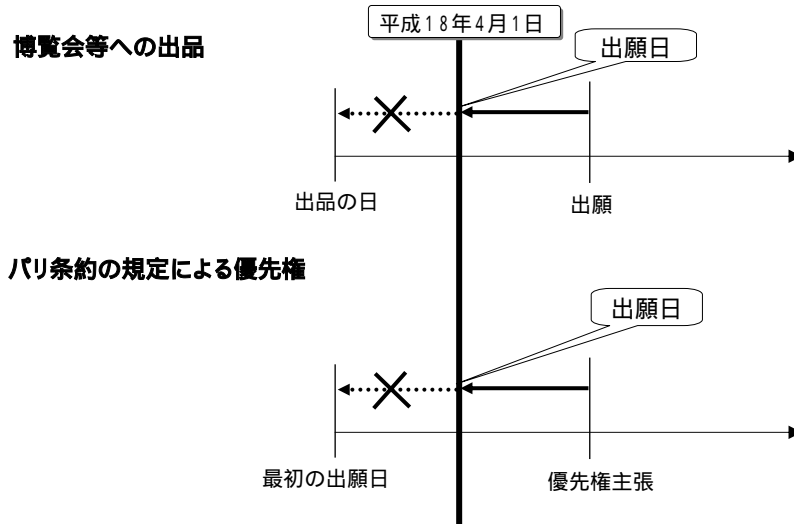 平成18年4月1日
博覧会等への出品
出願日
出品の日
出願
パリ条約の規定による優先権
出願日
最初の出願日
優先権主張